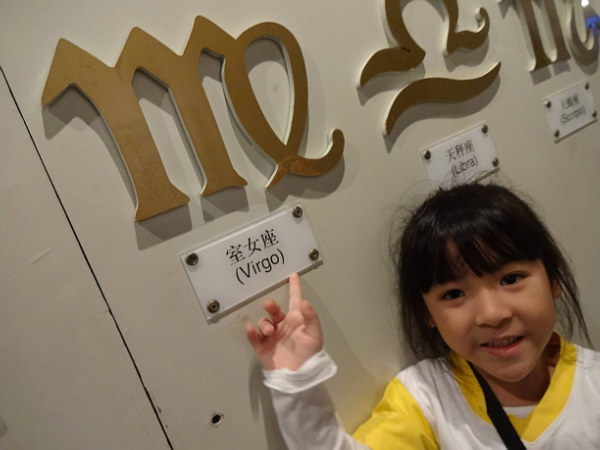 室女座
(Virgo)
天秤座
(Libra)
天蠍座
(Scorpio)